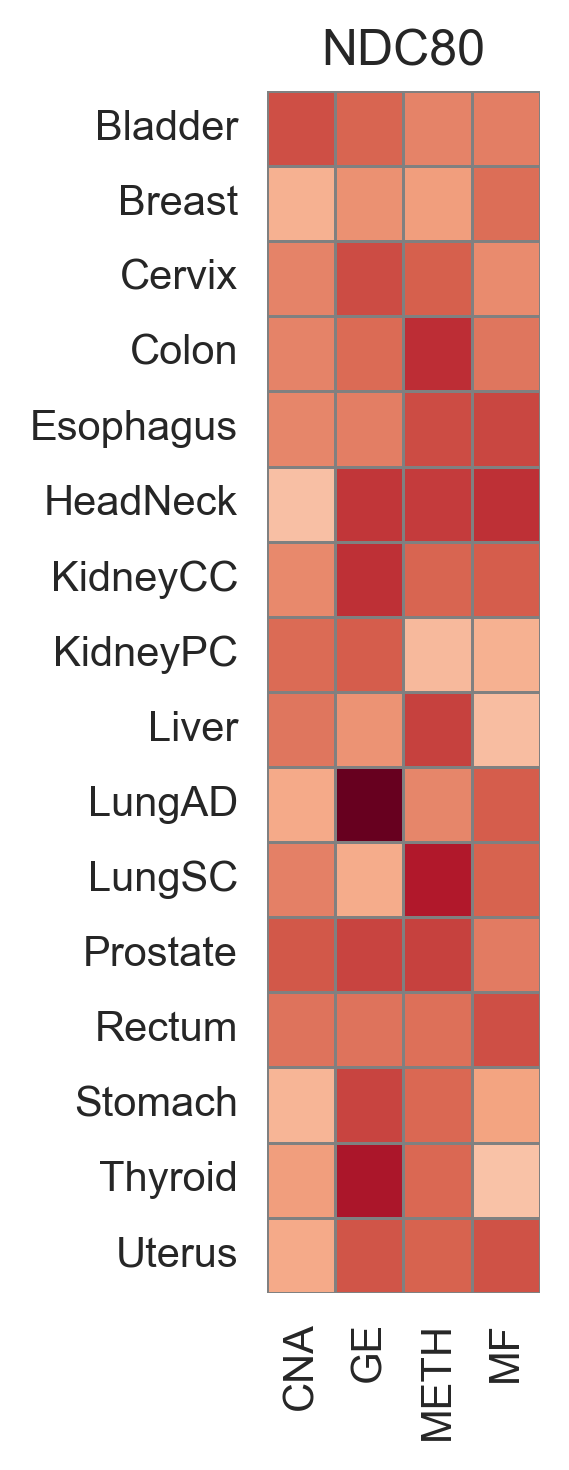 NDC80
Bladder
Breast
Cervix
Colon
Esophagus
HeadNeck
KidneyCC
KidneyPC
Liver
LungAD
LungSC
Prostate
Rectum
Stomach
Thyroid
Uterus
CNA
GE
METH
MF